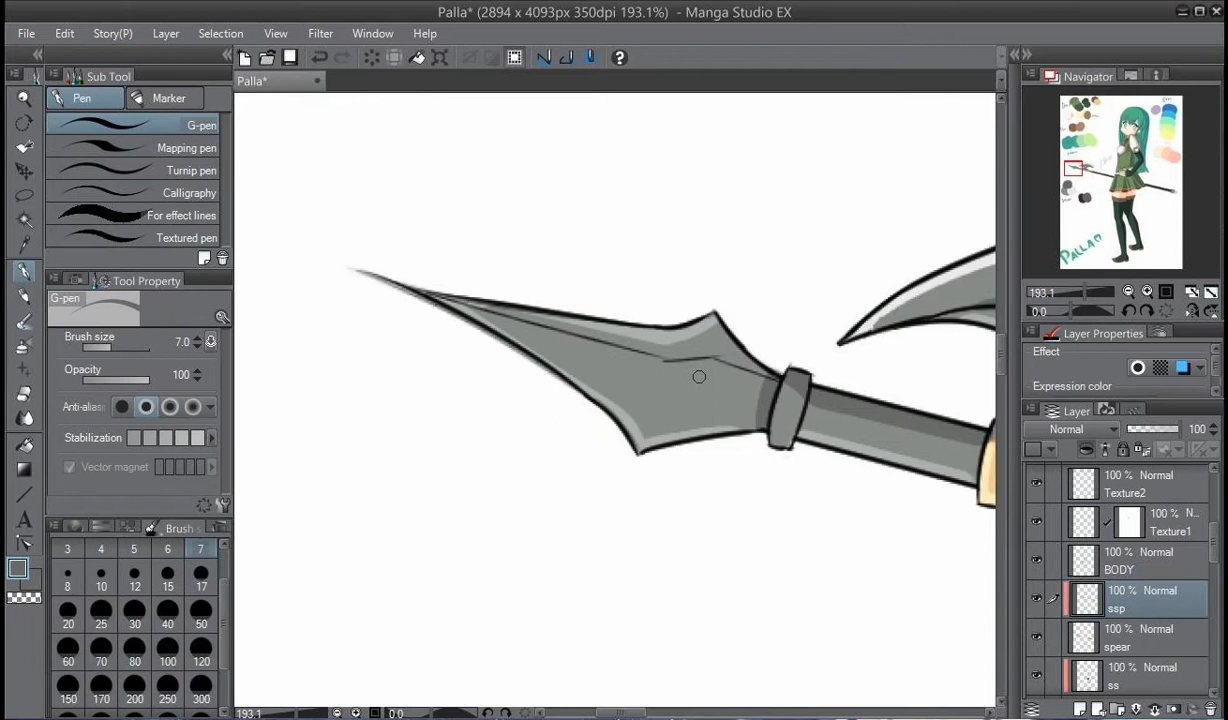 Palla* (2894 x 4093px 350dpi 193.1%) - Manga Studio EX
File Edit Story(P) Layer Selection View Filter Window Help
Sub Tool
Pen Marker
G-pen
Mapping pen
Turnip pen
Calligraphy
For effect lines
Textured pen
Tool Property
G-pen
Brush size 7.0
Opacity 100
Anti-alias
Stabilization
Vector magnet
Brush s
3 4 5 6 7
8 10 12 15 17
20 25 30 40 50
60 70 80 100 120
150 170 200 250 300
Palla*
193.1 0.0
Navigator
PALLA
193.1
0.0
Layer Properties
Effect
Expression color
Layer
Normal 100
100 % Normal
Texture2
100 % N...
Texture1
100 % Normal
BODY
100 % Normal
ssp
100 % Normal
spear
100 % Normal
ss